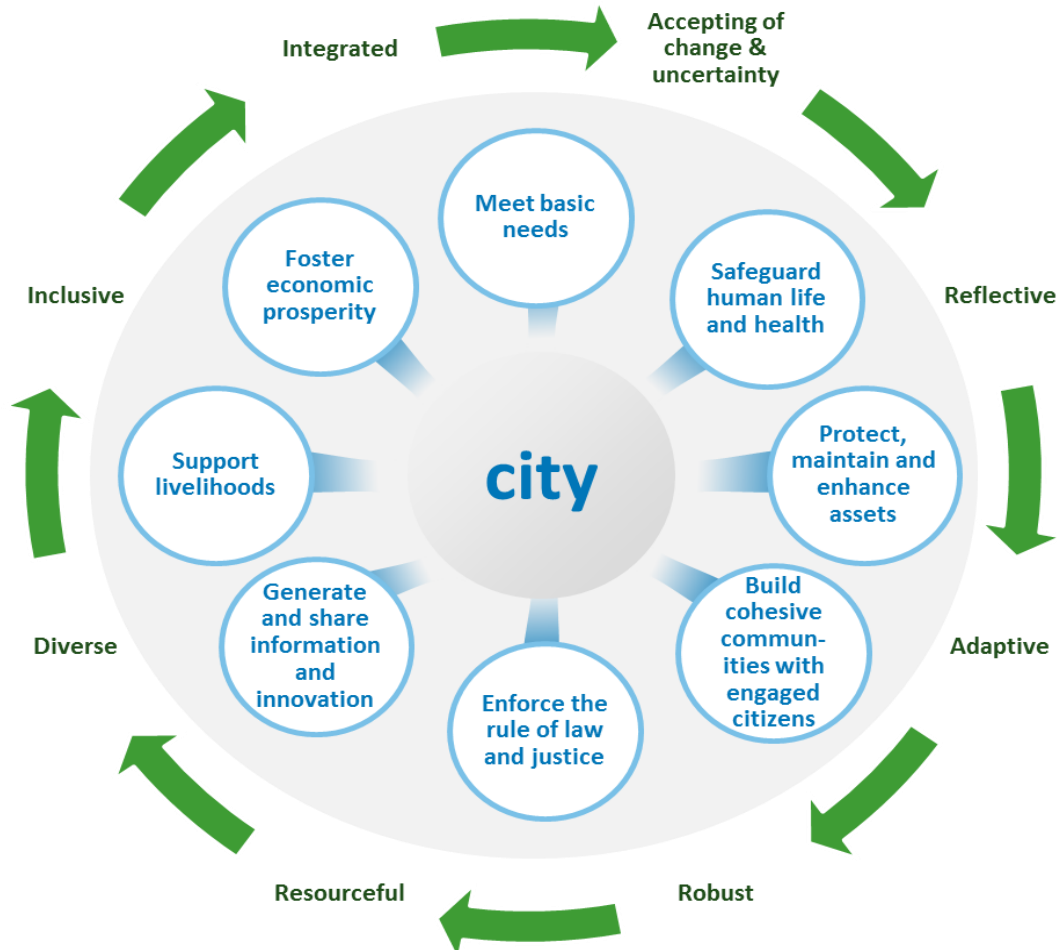 Integrated
Accepting of
change &
uncertainty
Reflective
Adaptive
Robust
Resourceful
Diverse
Inclusive
Meet basic
needs
Safeguard
human life
and health
Protect,
maintain and
enhance
assets
Build
cohesive
commun-
ities with
engaged
citizens
Enforce the
rule of law
and justice
Generate
and share
information
and
innovation
Support
livelihoods
Foster
economic
prosperity
city